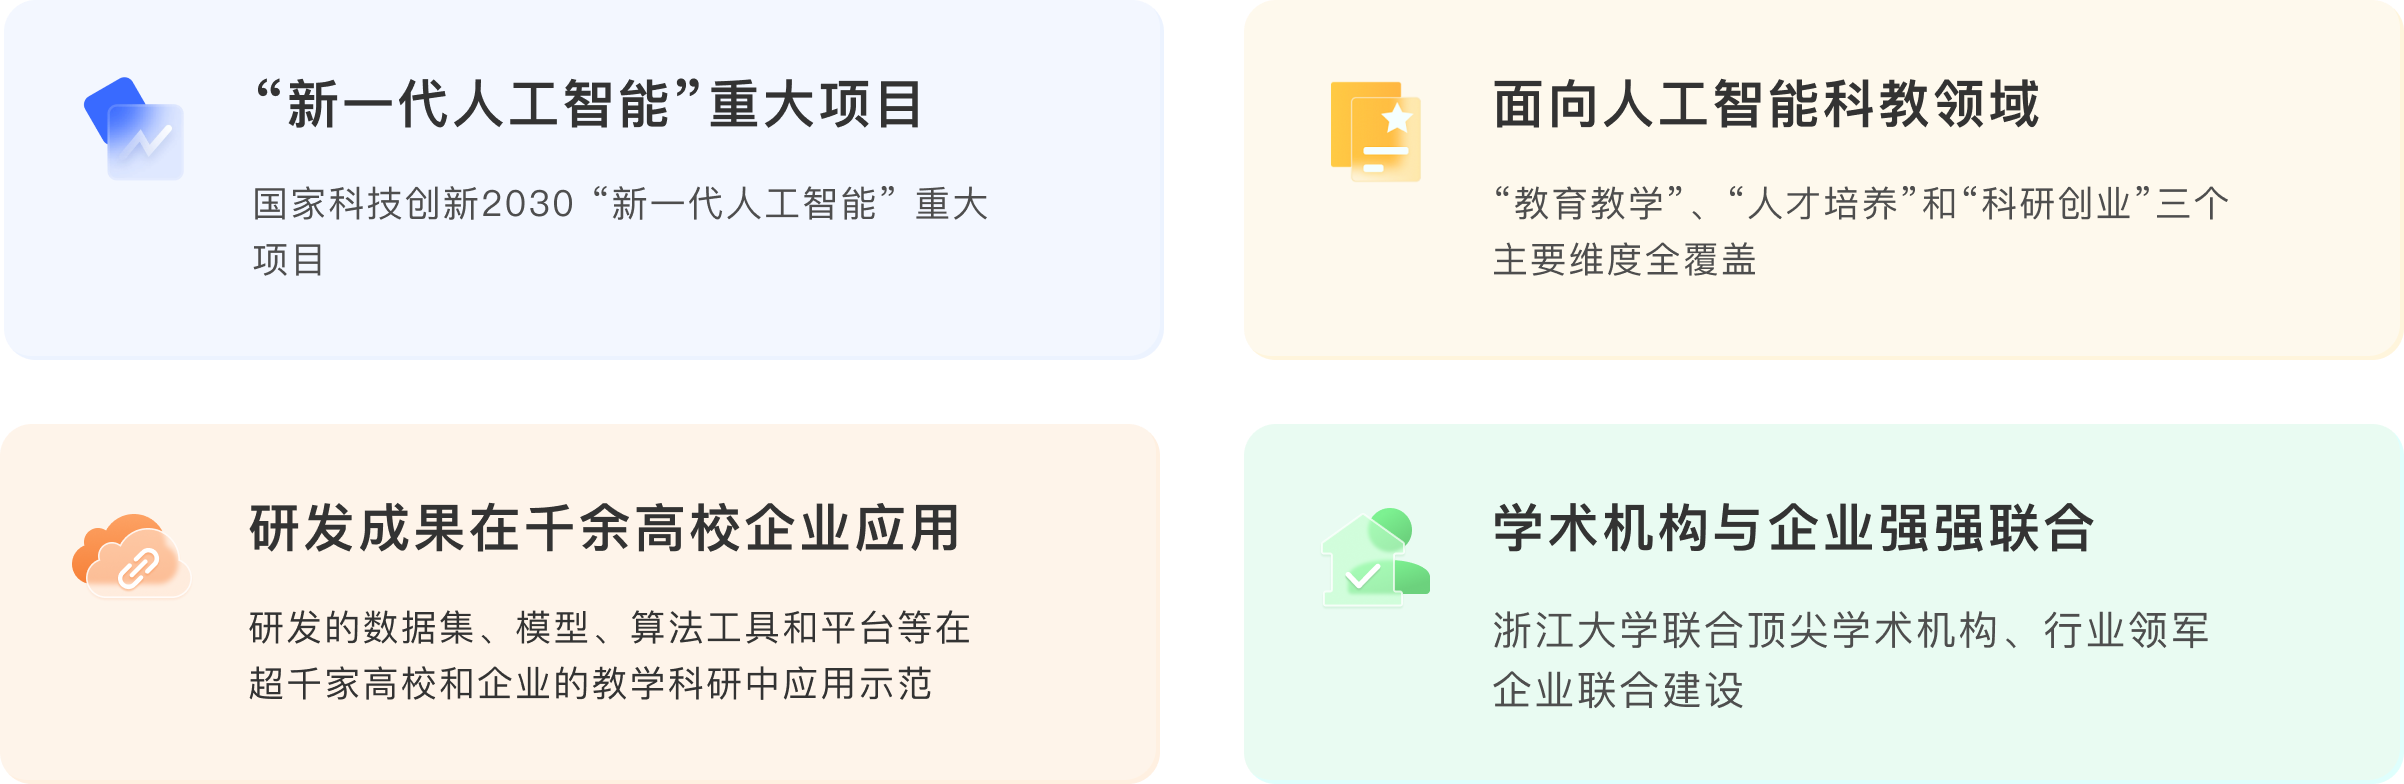 “新一代人工智能”重大项目
国家科技创新2030 “新一代人工智能” 重大
项目
面向人工智能科教领域
“教育教学”、“人才培养”和“科研创业”三个
主要维度全覆盖
研发成果在千余高校企业应用
研发的数据集、模型、算法工具和平台等在
超千家高校和企业的教学科研中应用示范
学术机构与企业强强联合
浙江大学联合顶尖学术机构、行业领军
企业联合建设